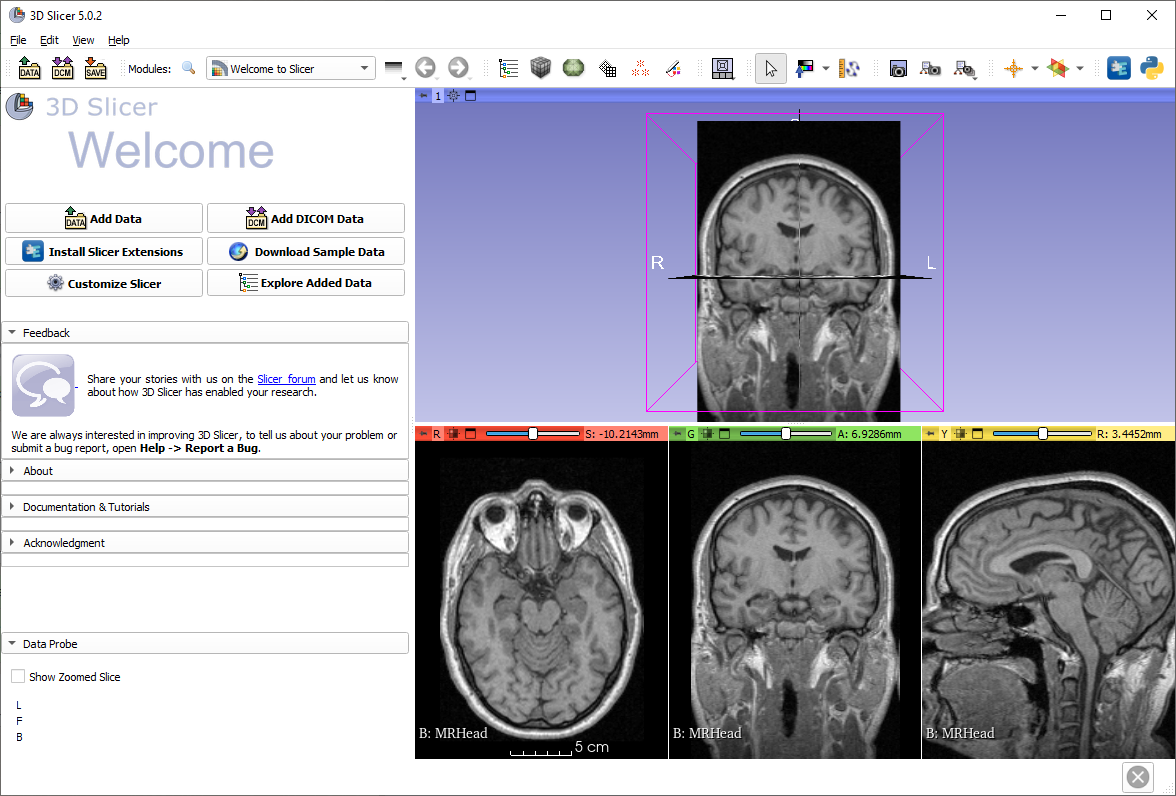 3D Slicer 5.0.2
File Edit View Help
DATA DCM SAVE Modules: Welcome to Slicer
3D Slicer
Welcome
DATA Add Data
DCM Add DICOM Data
Install Slicer Extensions
Download Sample Data
Customize Slicer
Explore Added Data
Feedback
Share your stories with us on the Slicer forum and let us know
about how 3D Slicer has enabled your research.
We are always interested in improving 3D Slicer, to tell us about your problem or
submit a bug report, open Help -> Report a Bug.
About
Documentation & Tutorials
Acknowledgment
Data Probe
Show Zoomed Slice
L
F
B
1
R
L
R S: -10.2143mm
B: MRHead
5 cm
G A: 6.9286mm
B: MRHead
Y R: 3.4452mm
B: MRHead